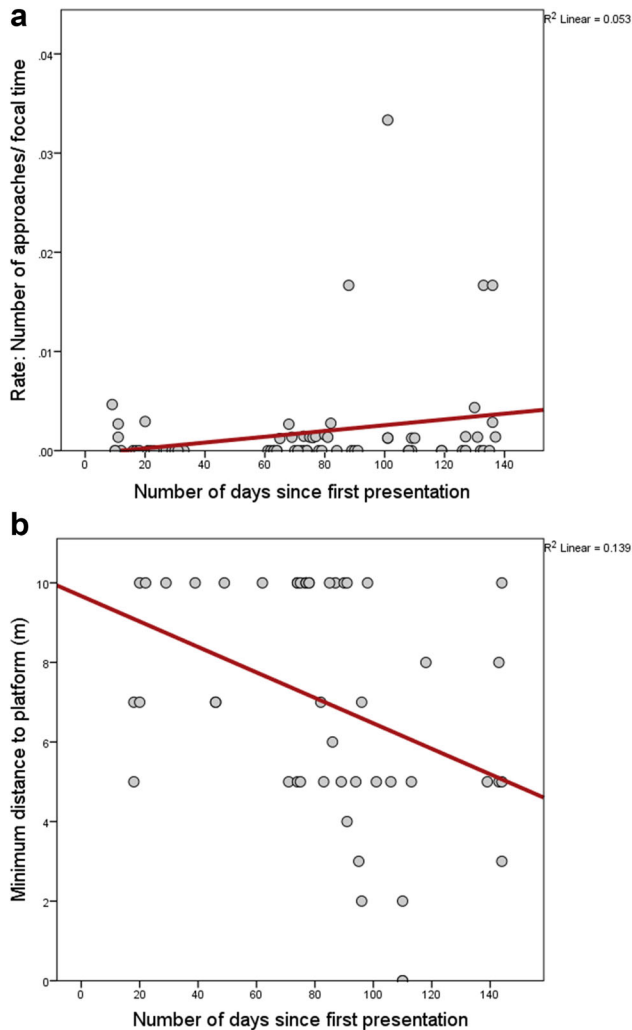 a
R² Linear = 0.053
Rate: Number of approaches/ focal time
.04
.03
.02
.01
.00
0 20 40 60 80 100 120 140
Number of days since first presentation
b
R² Linear = 0.139
Minimum distance to platform (m)
10
8
6
4
2
0
0 20 40 60 80 100 120 140
Number of days since first presentation